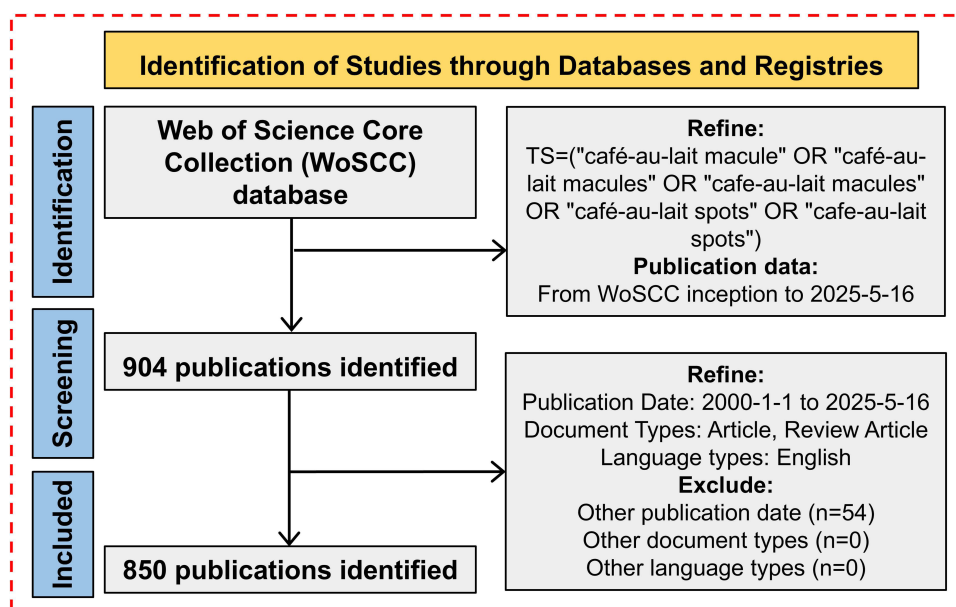 Identification of Studies through Databases and Registries
Identification
Web of Science Core
Collection (WoSCC)
database
Refine:
TS=("café-au-lait macule" OR "café-au-
lait macules" OR "cafe-au-lait macules"
OR "café-au-lait spots" OR "cafe-au-lait
spots")
Publication data:
From WoSCC inception to 2025-5-16
Screening
904 publications identified
Refine:
Publication Date: 2000-1-1 to 2025-5-16
Document Types: Article, Review Article
Language types: English
Exclude:
Other publication date (n=54)
Other document types (n=0)
Other language types (n=0)
Included
850 publications identified